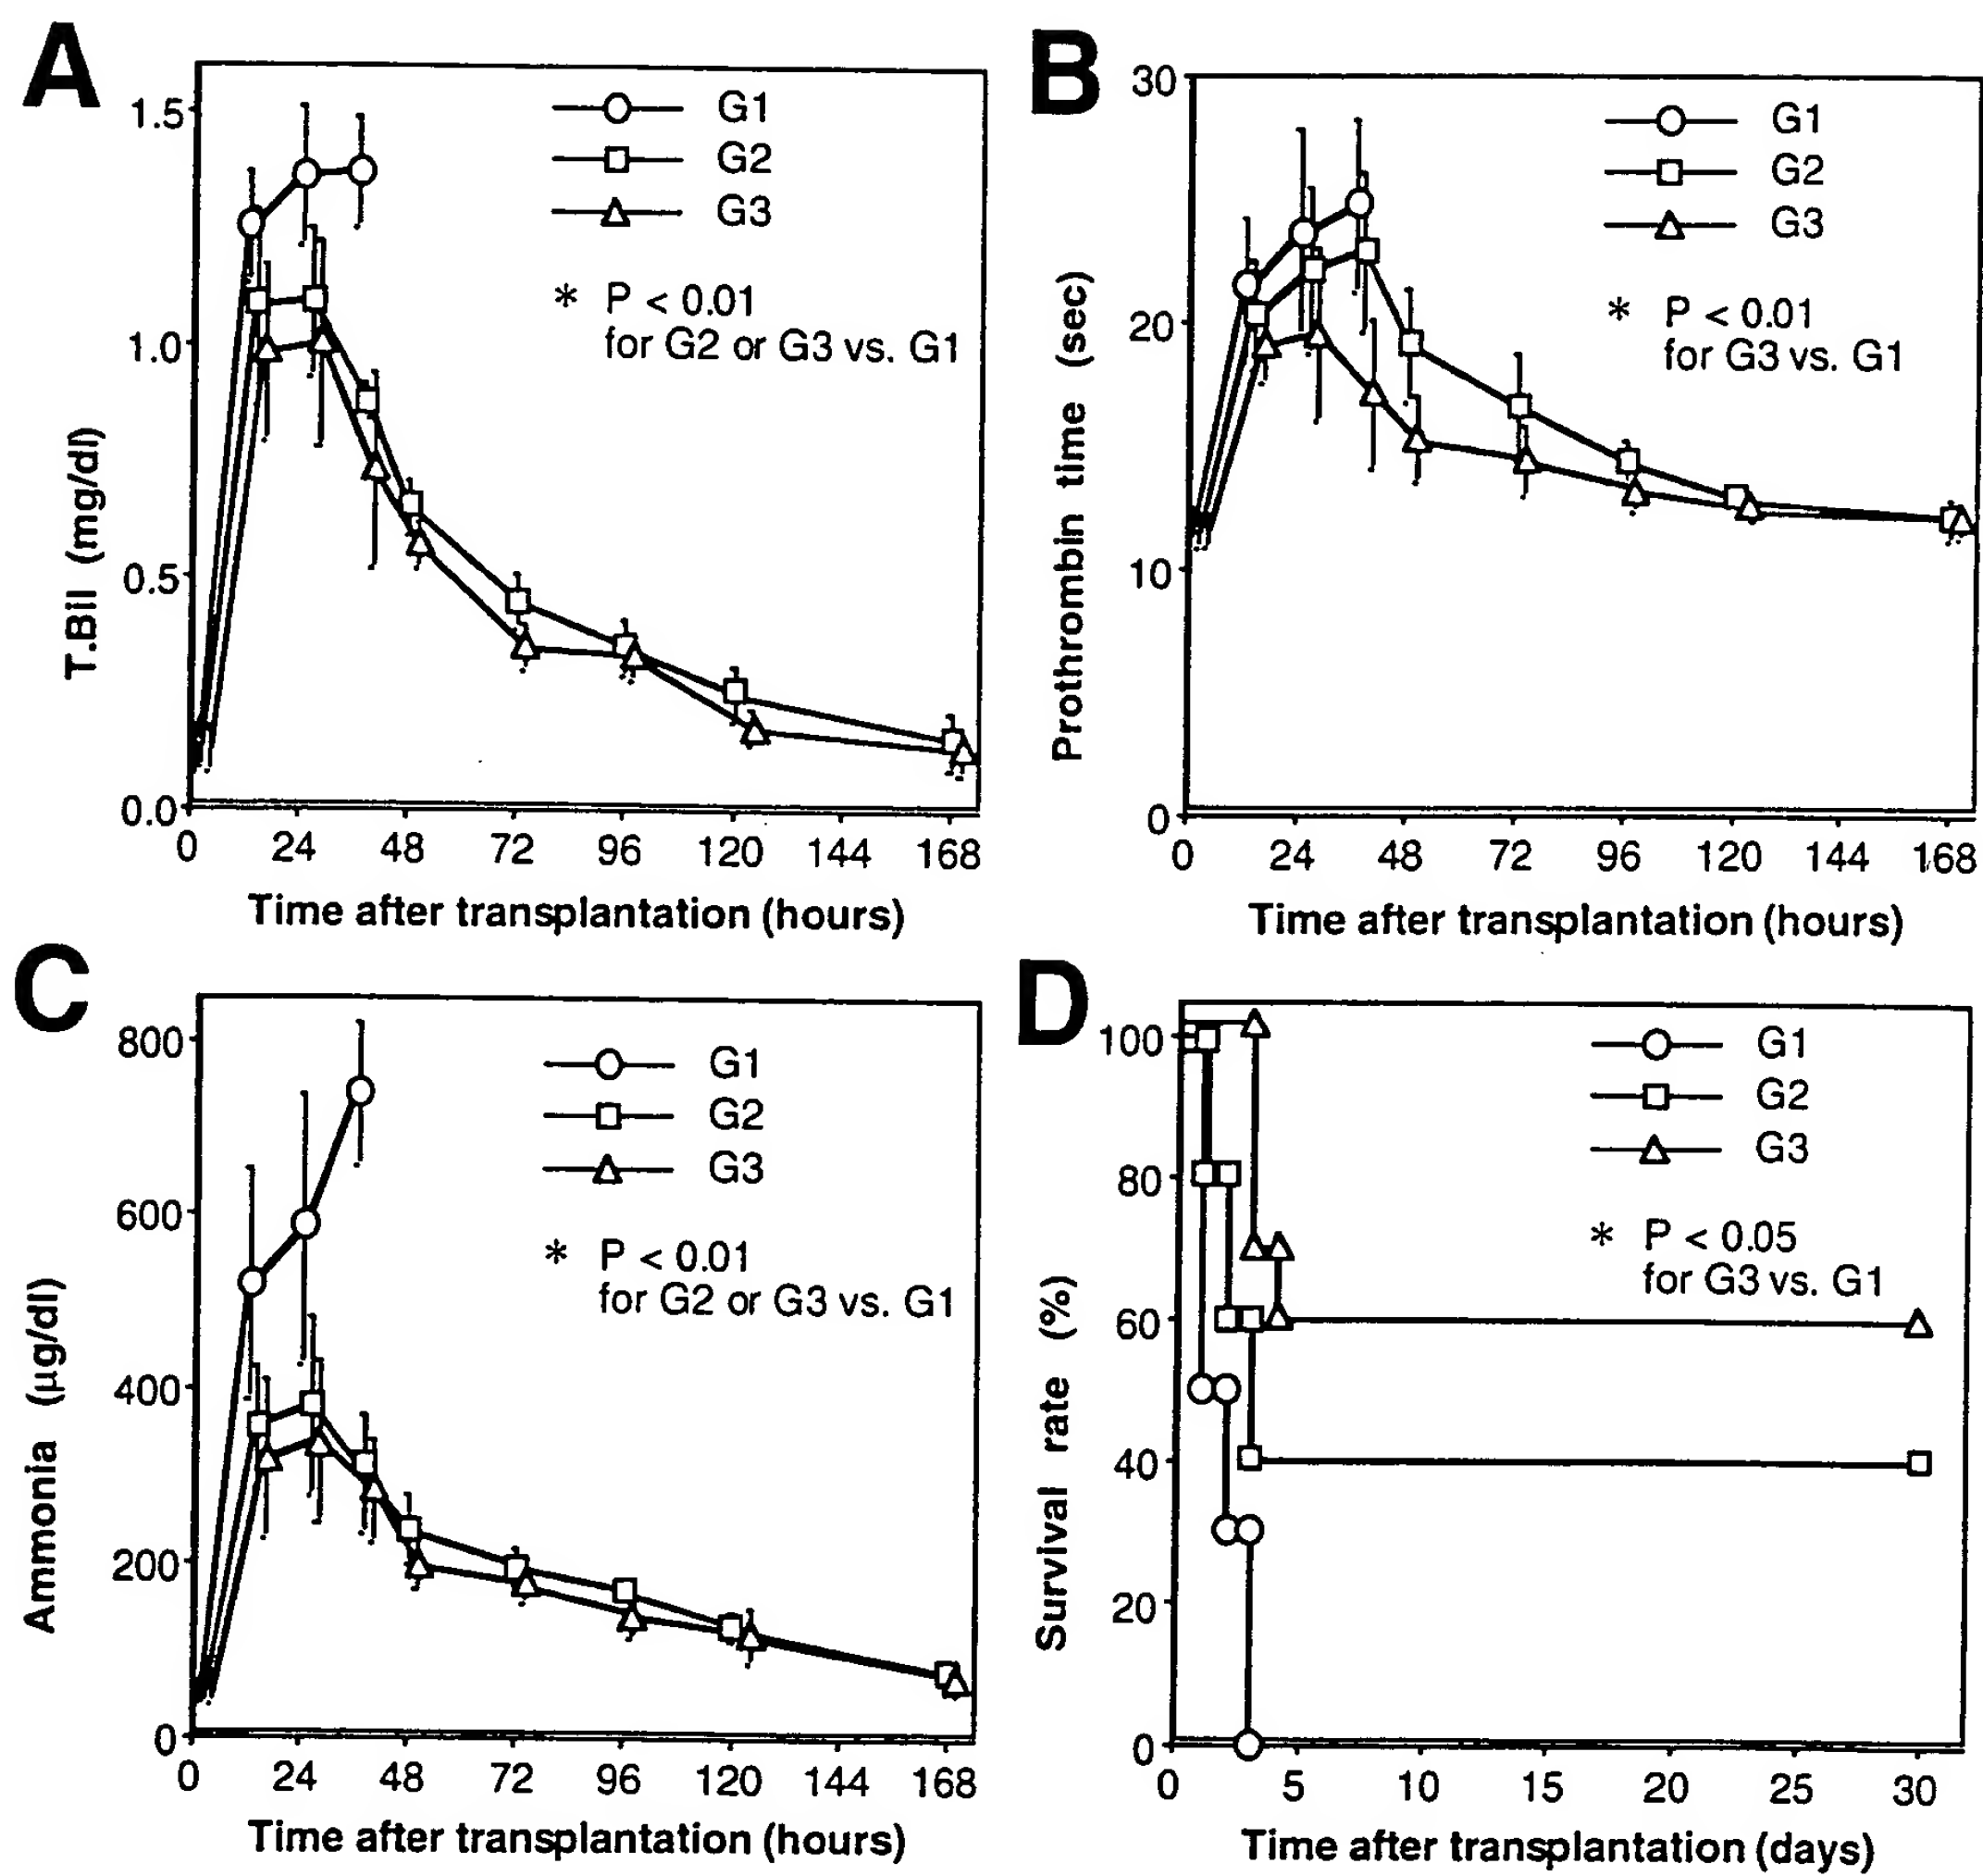 A
1.5
1.0
0.5
0.0
T.Bil (mg/dl)
G1
G2
G3
* P < 0.01
for G2 or G3 vs. G1
0 24 48 72 96 120 144 168
Time after transplantation (hours)
B
30
20
10
0
Prothrombin time (sec)
G1
G2
G3
* P < 0.01
for G3 vs. G1
0 24 48 72 96 120 144 168
Time after transplantation (hours)
C
800
600
400
200
0
Ammonia (µg/dl)
G1
G2
G3
* P < 0.01
for G2 or G3 vs. G1
0 24 48 72 96 120 144 168
Time after transplantation (hours)
D
100
80
60
40
20
0
Survival rate (%)
G1
G2
G3
* P < 0.05
for G3 vs. G1
0 5 10 15 20 25 30
Time after transplantation (days)